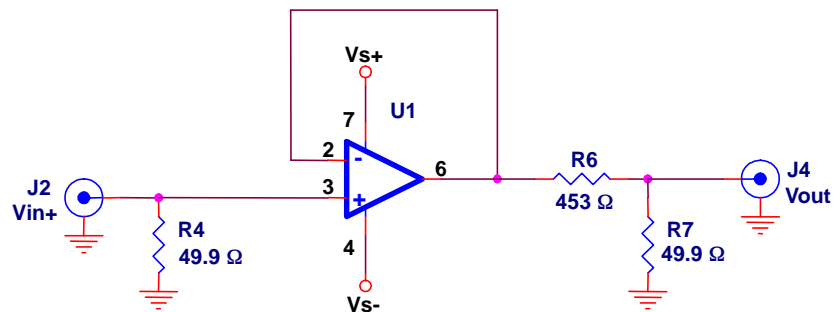 Vs+
U1
7
2
-
6
3
+
4
Vs-
J2
Vin+
R4
49.9 Ω
R6
453 Ω
R7
49.9 Ω
J4
Vout